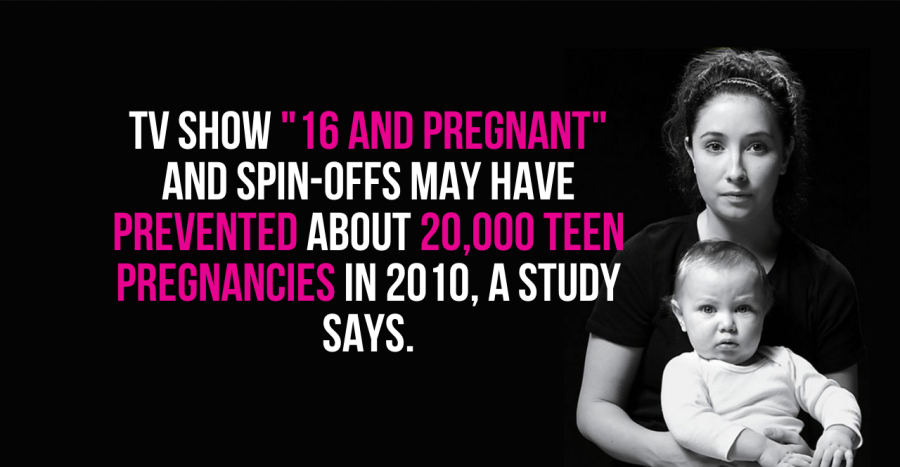 TV SHOW "16 AND PREGNANT"
AND SPIN-OFFS MAY HAVE
PREVENTED ABOUT 20,000 TEEN
PREGNANCIES IN 2010, A STUDY
SAYS.